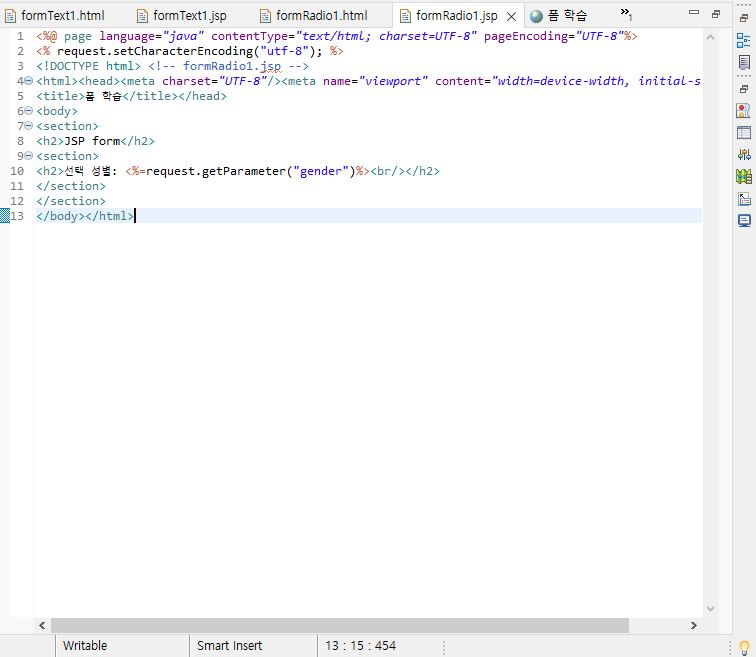 formText1.html formText1.jsp formRadio1.html formRadio1.jsp 폼 학습 »1
1 <%@ page language="java" contentType="text/html; charset=UTF-8" pageEncoding="UTF-8"%>
2 <% request.setCharacterEncoding("utf-8"); %>
3 <!DOCTYPE html> <!-- formRadio1.jsp -->
4 <html><head><meta charset="UTF-8"/><meta name="viewport" content="width=device-width, initial-s
5 <title>폼 학습</title></head>
6 <body>
7 <section>
8 <h2>JSP form</h2>
9 <section>
10 <h2>선택 성별: <%=request.getParameter("gender")%><br/></h2>
11 </section>
12 </section>
13 </body></html>
Writable Smart Insert 13 : 15 : 454